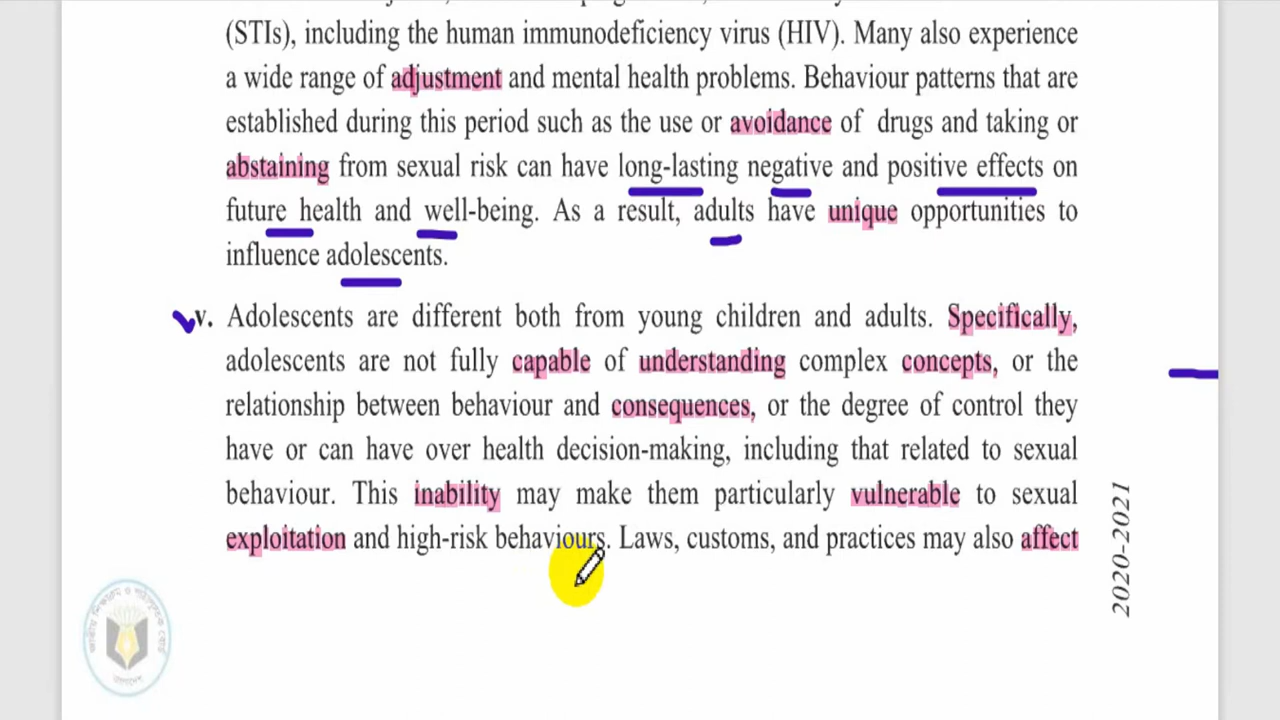 (STIs), including the human immunodeficiency virus (HIV). Many also experience
a wide range of adjustment and mental health problems. Behaviour patterns that are
established during this period such as the use or avoidance of drugs and taking or
abstaining from sexual risk can have long-lasting negative and positive effects on
future health and well-being. As a result, adults have unique opportunities to
influence adolescents.
v. Adolescents are different both from young children and adults. Specifically,
adolescents are not fully capable of understanding complex concepts, or the
relationship between behaviour and consequences, or the degree of control they
have or can have over health decision-making, including that related to sexual
behaviour. This inability may make them particularly vulnerable to sexual
exploitation and high-risk behaviours. Laws, customs, and practices may also affect
2020-2021